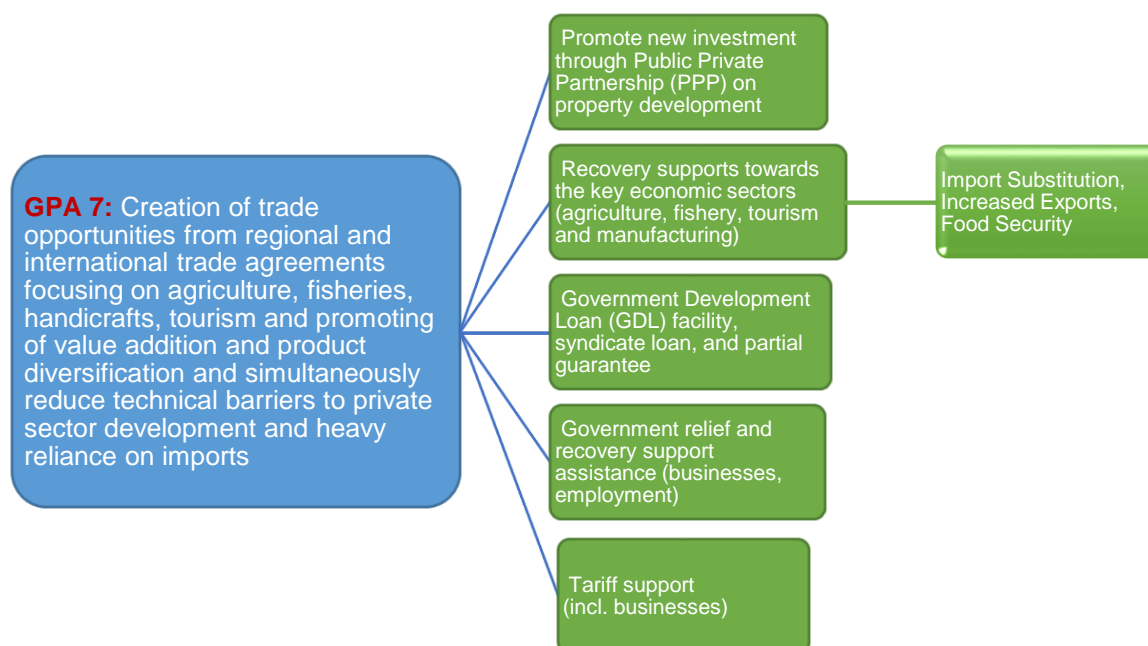 GPA 7: Creation of trade
opportunities from regional and
international trade agreements
focusing on agriculture, fisheries,
handicrafts, tourism and promoting
of value addition and product
diversification and simultaneously
reduce technical barriers to private
sector development and heavy
reliance on imports
Promote new investment
through Public Private
Partnership (PPP) on
property development
Recovery supports towards
the key economic sectors
(agriculture, fishery, tourism
and manufacturing)
Import Substitution,
Increased Exports,
Food Security
Government Development
Loan (GDL) facility,
syndicate loan, and partial
guarantee
Government relief and
recovery support
assistance (businesses,
employment)
Tariff support
(incl. businesses)